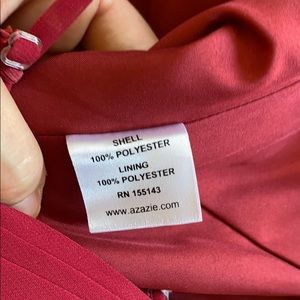 SHELL
100% POLYESTER
LINING
100% POLYESTER
RN 155143
www.azazie.com